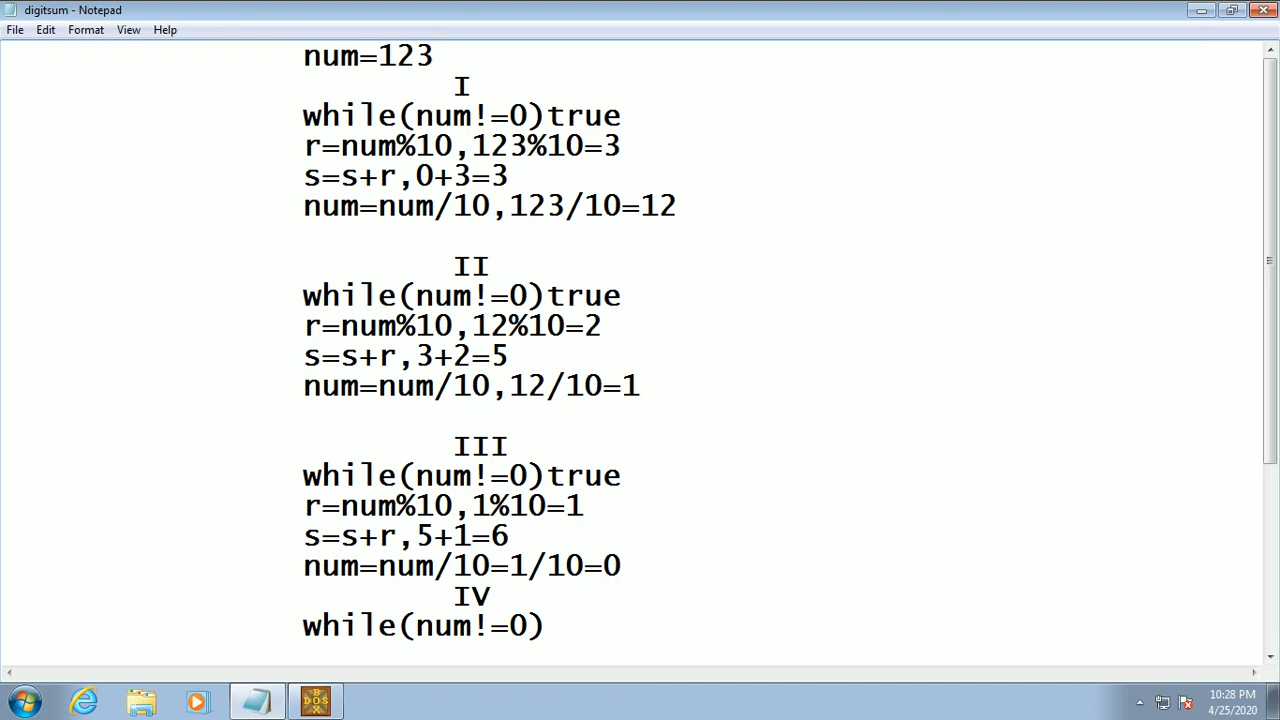 digitsum - Notepad
File Edit Format View Help
num=123
I
while(num!=0)true
r=num%10,123%10=3
s=s+r,0+3=3
num=num/10,123/10=12
II
while(num!=0)true
r=num%10,12%10=2
s=s+r,3+2=5
num=num/10,12/10=1
III
while(num!=0)true
r=num%10,1%10=1
s=s+r,5+1=6
num=num/10=1/10=0
IV
while(num!=0)
DOS
BOX
10:28 PM
4/25/2020